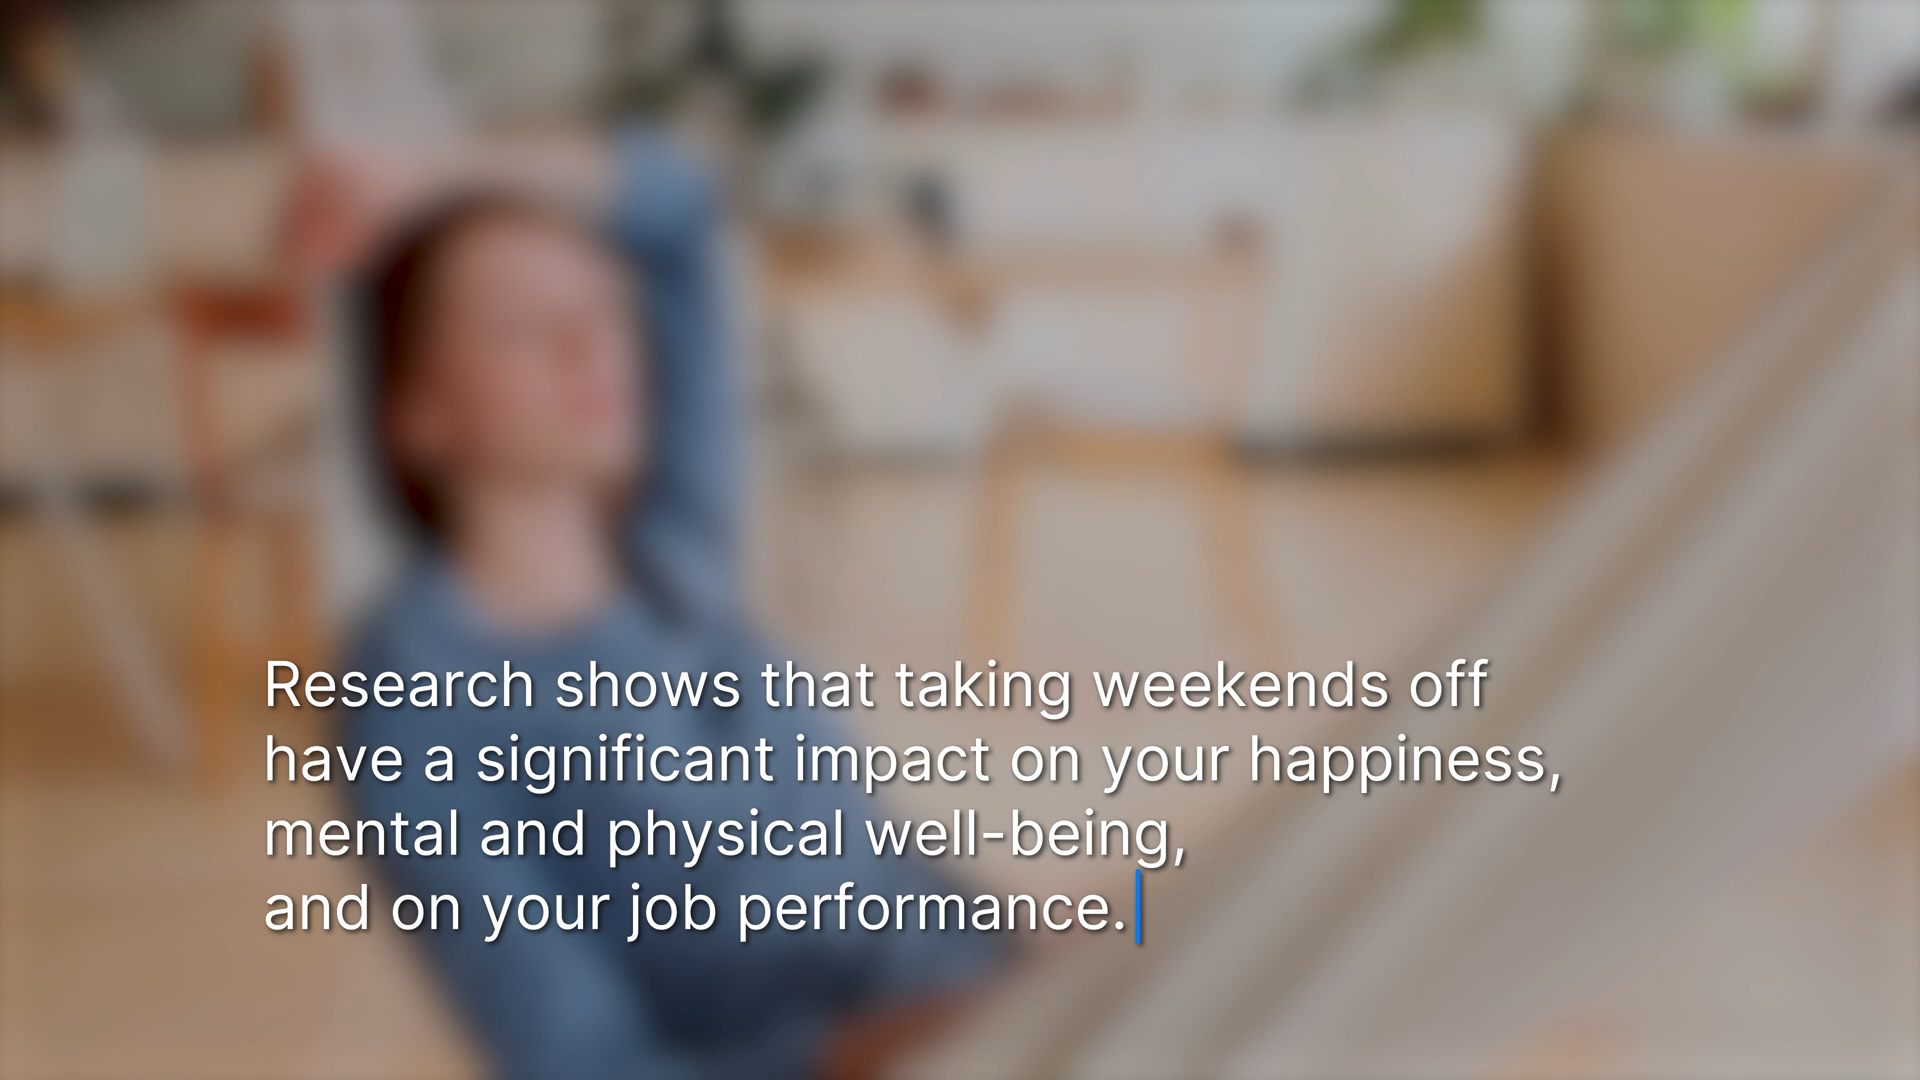 Research shows that taking weekends off
have a significant impact on your happiness,
mental and physical well-being,
and on your job performance.